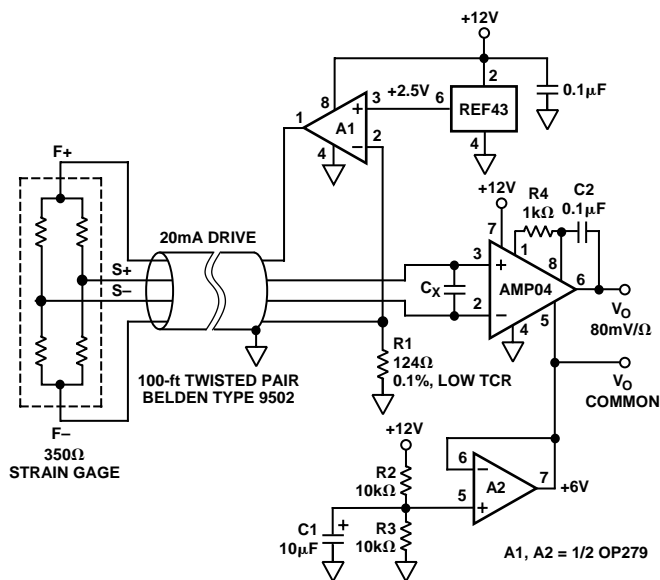 +12V
2
0.1μF
8
1
A1
3
+
2
−
4
+2.5V
6
REF43
4
F+
20mA DRIVE
S+
S−
+12V
7
R4
1kΩ
C2
0.1μF
1
8
3
+
CX
AMP04
6
2
−
5
4
VO
80mV/Ω
R1
124Ω
0.1%, LOW TCR
VO
COMMON
100-ft TWISTED PAIR
BELDEN TYPE 9502
F−
350Ω
STRAIN GAGE
+12V
R2
10kΩ
6
−
A2
7
+6V
5
+
C1
10μF
+
R3
10kΩ
A1, A2 = 1/2 OP279